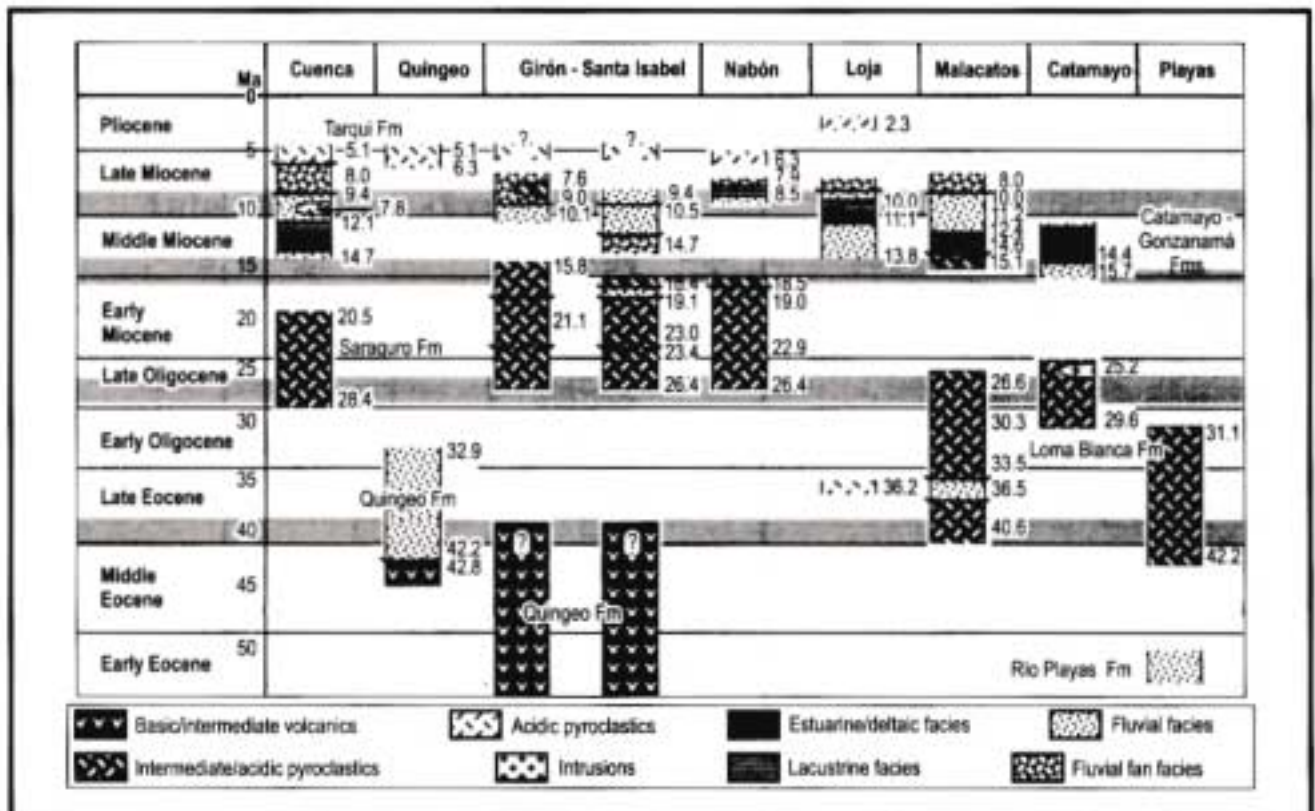 Ma Cuenca Quingeo Girón - Santa Isabel Nabón Loja Malacatos Catamayo Playas
0
Pliocene Tarqui Fm 2.3
5 5.1 5.1 ? ?
6.3
Late Miocene 8.0 7.6 7.9 8.0
9.4 9.0 9.4 8.5 10.0
10 7.8 10.1 10.5 11.1
12.1
Middle Miocene 14.7 14.7 13.8 15.1 14.4 Catamayo - Gonzanamá Fms
15 15.8 15.7
18.5
19.1 19.0
Early Miocene
20 20.5 21.1 23.0 22.9
Saraguro Fm 23.4
25 25.2
Late Oligocene 26.4 26.4 26.6
28.4
30 30.3 29.6 31.1
Early Oligocene 32.9 33.5 Loma Blanca Fm
35
Late Eocene Quingeo Fm 36.2 36.5
40 ? ? 40.6
42.2 42.2
42.8
Middle Eocene
45
Quingeo Fm
50
Early Eocene Rio Playas Fm
Basic/intermediate volcanics Acidic pyroclastics Estuarine/deltaic facies Fluvial facies
Intermediate/acidic pyroclastics Intrusions Lacustrine facies Fluvial fan facies